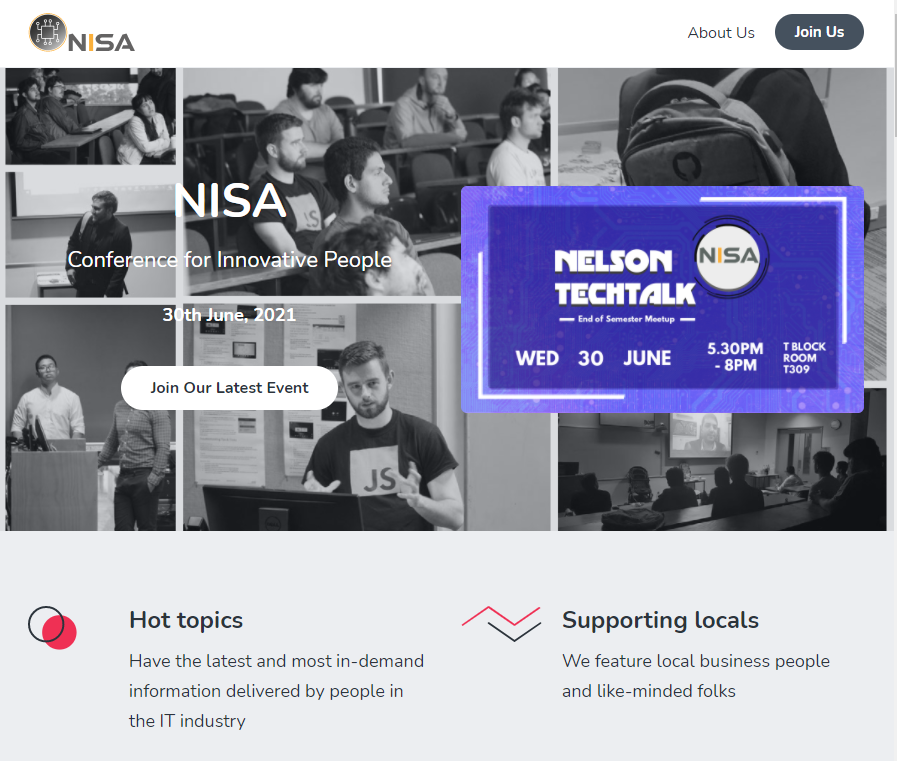 NISA
About Us
Join Us
NISA
Conference for Innovative People
30th June, 2021
Join Our Latest Event
JS
JS
NELSON
TECHTALK
End of Semester Meetup
NISA
WED 30 JUNE
5.30PM
- 8PM
T BLOCK
ROOM
T309
Hot topics
Have the latest and most in-demand
information delivered by people in
the IT industry
Supporting locals
We feature local business people
and like-minded folks